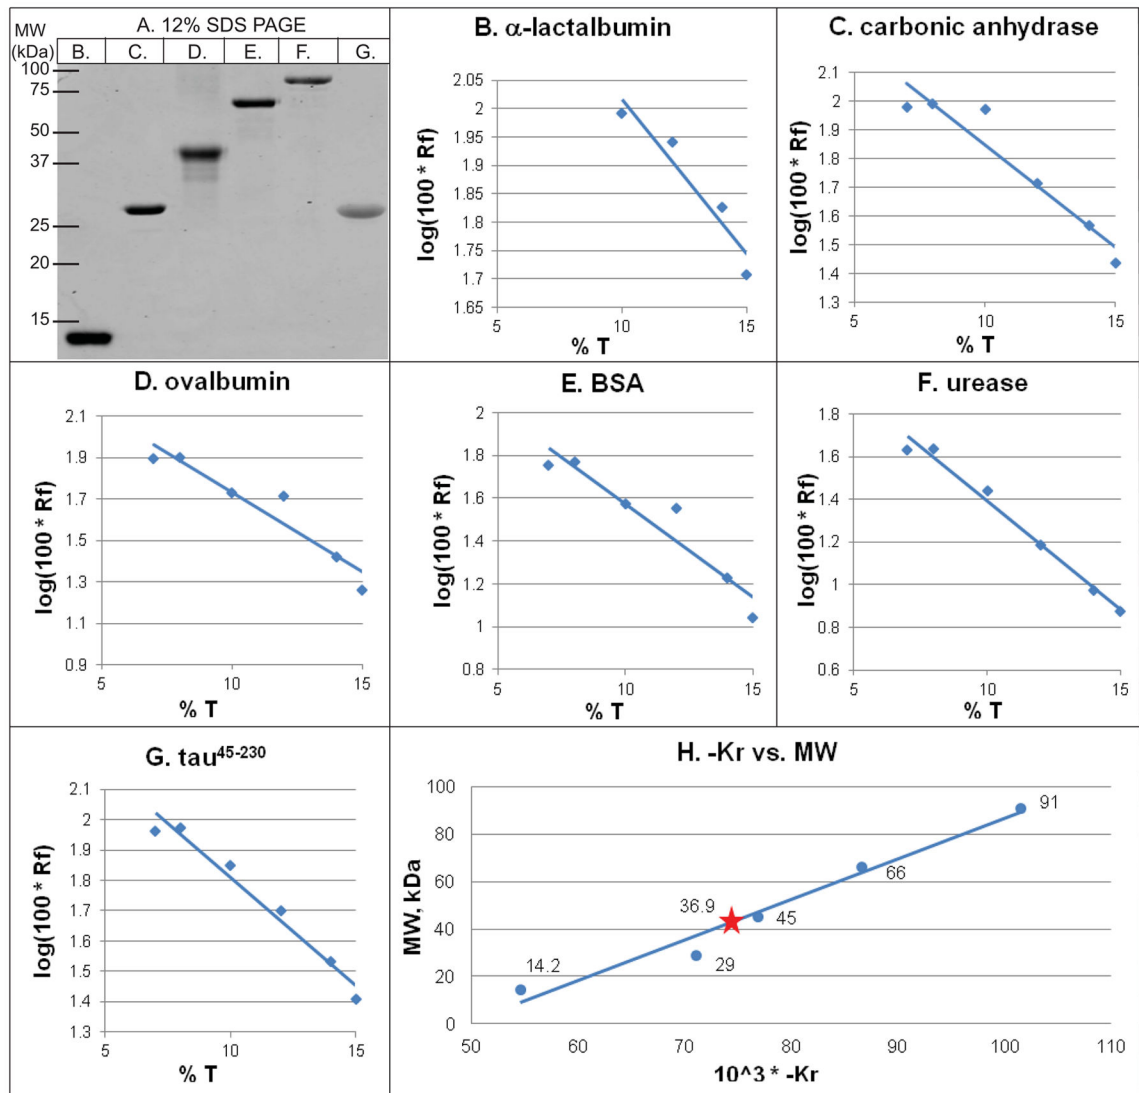 MW
(kDa)
A. 12% SDS PAGE
B. C. D. E. F. G.
100
75
50
37
25
20
15
B. α-lactalbumin
log(100 * Rf)
2.05
2
1.95
1.9
1.85
1.8
1.75
1.7
1.65
5 10 15
% T
C. carbonic anhydrase
log(100 * Rf)
2.1
2
1.9
1.8
1.7
1.6
1.5
1.4
1.3
5 10 15
% T
D. ovalbumin
log(100 * Rf)
2.1
1.9
1.7
1.5
1.3
1.1
0.9
5 10 15
% T
E. BSA
log(100 * Rf)
2
1.8
1.6
1.4
1.2
1
0.8
5 10 15
% T
F. urease
log(100 * Rf)
1.8
1.6
1.4
1.2
1
0.8
0.6
5 10 15
% T
G. tau45-230
log(100 * Rf)
2.1
2
1.9
1.8
1.7
1.6
1.5
1.4
1.3
5 10 15
% T
H. -Kr vs. MW
MW, kDa
100
80
60
40
20
0
91
66
36.9
45
14.2
29
50 60 70 80 90 100 110
10^3 * -Kr